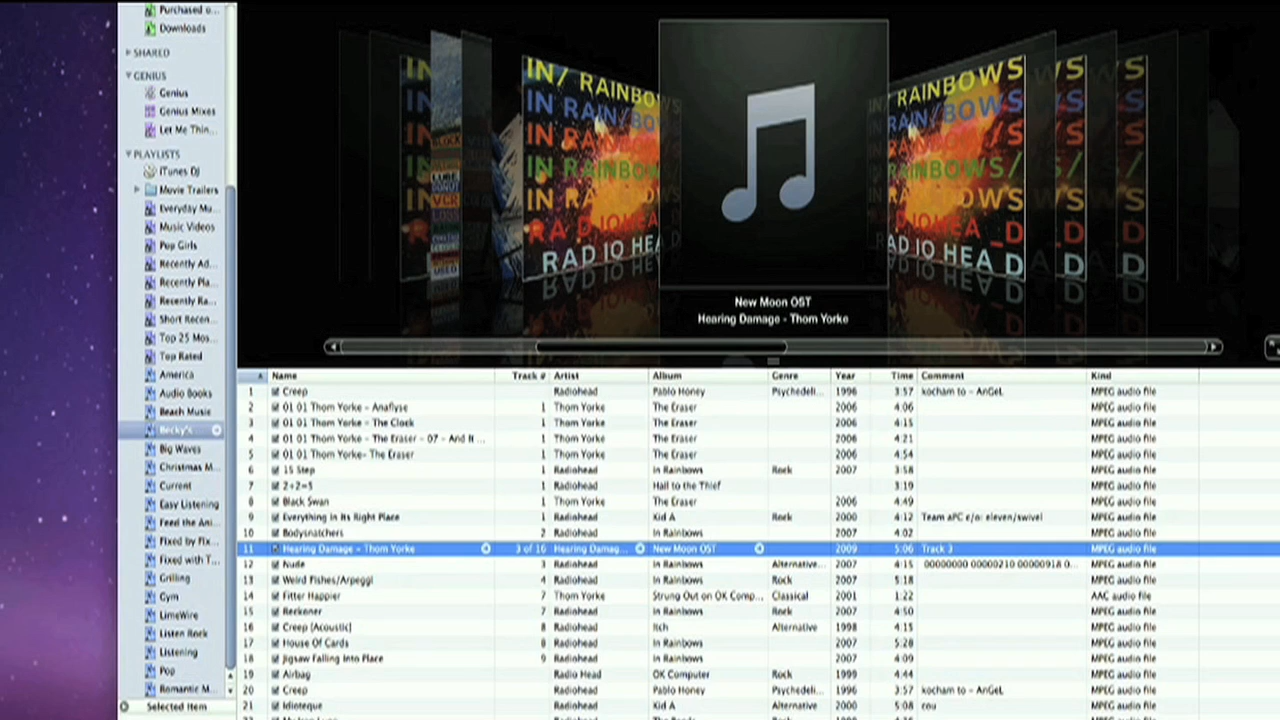 Purchased o...
Downloads
SHARED
GENIUS
Genius
Genius Mixes
Let Me Thin...
PLAYLISTS
iTunes DJ
Movie Trailers
Everyday Mu...
Music Videos
Pop Girls
Recently Ad...
Recently Pla...
Recently Ra...
Short Recen...
Top 25 Mos...
Top Rated
America
Audio Books
Beach Music
Becky's
Big Waves
Christmas M...
Current
Easy Listening
Feed the Ani...
Fixed by Fix...
Fixed with T...
Grilling
Gym
LimeWire
Listen Rock
Listening
Pop
Romantic M...
Selected Item
IN/ RAINBOWS
IN RAIN/BOWS
RAD IO HEA _D
New Moon OST
Hearing Damage - Thom Yorke
Name Track # Artist Album Genre Year Time Comment Kind
1 Creep Radiohead Pablo Honey Psychedeli... 1996 3:57 kocham to - AnGeL MPEG audio file
2 01 01 Thom Yorke - Analyse 1 Thom Yorke The Eraser 2006 4:06 MPEG audio file
3 01 01 Thom Yorke - The Clock 1 Thom Yorke The Eraser 2006 4:15 MPEG audio file
4 01 01 Thom Yorke - The Eraser - 07 - And It ... 1 Thom Yorke The Eraser 2006 4:21 MPEG audio file
5 01 01 Thom Yorke- The Eraser 1 Thom Yorke The Eraser 2006 4:54 MPEG audio file
6 15 Step 1 Radiohead In Rainbows Rock 2007 3:58 MPEG audio file
7 2+2=5 1 Radiohead Hail to the Thief 3:19 MPEG audio file
8 Black Swan 1 Thom Yorke The Eraser 2006 4:49 MPEG audio file
9 Everything In Its Right Place 1 Radiohead Kid A Rock 2000 4:12 Team aPC e/o: eleven/swivel MPEG audio file
10 Bodysnatchers 2 Radiohead In Rainbows 2007 4:02 MPEG audio file
11 Hearing Damage - Thom Yorke 3 of 16 Hearing Damag... New Moon OST 2009 5:06 Track 3 MPEG audio file
12 Nude 3 Radiohead In Rainbows Alternative... 2007 4:15 00000000 00000210 00000918 0... MPEG audio file
13 Weird Fishes/Arpeggi 4 Radiohead In Rainbows Rock 2007 5:18 MPEG audio file
14 Fitter Happier 7 Thom Yorke Strung Out on OK Comp... Classical 2001 1:22 AAC audio file
15 Reckoner 7 Radiohead In Rainbows Rock 2007 4:50 MPEG audio file
16 Creep [Acoustic] 8 Radiohead Itch Alternative 1998 4:15 MPEG audio file
17 House Of Cards 8 Radiohead In Rainbows 2007 5:28 MPEG audio file
18 Jigsaw Falling Into Place 9 Radiohead In Rainbows 2007 4:09 MPEG audio file
19 Airbag Radio Head OK Computer Rock 1999 4:44 MPEG audio file
20 Creep Radiohead Pablo Honey Psychedeli... 1996 3:57 kocham to - AnGeL MPEG audio file
21 Idioteque Radiohead Kid A Alternative 2000 5:08 rou MPEG audio file